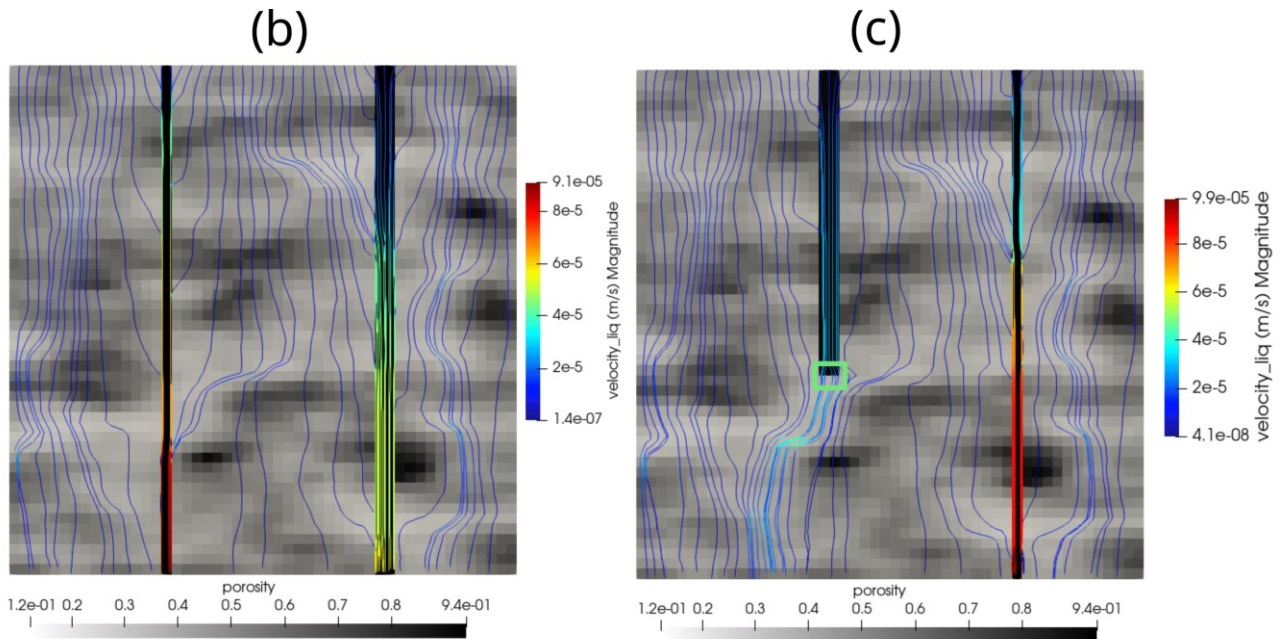 (b)
9.1e-05
8e-5
6e-5
4e-5
2e-5
1.4e-07
velocity_liq (m/s) Magnitude
porosity
1.2e-01 0.2 0.3 0.4 0.5 0.6 0.7 0.8 9.4e-01
(c)
9.9e-05
8e-5
6e-5
4e-5
2e-5
4.1e-08
velocity_liq (m/s) Magnitude
porosity
1.2e-01 0.2 0.3 0.4 0.5 0.6 0.7 0.8 9.4e-01